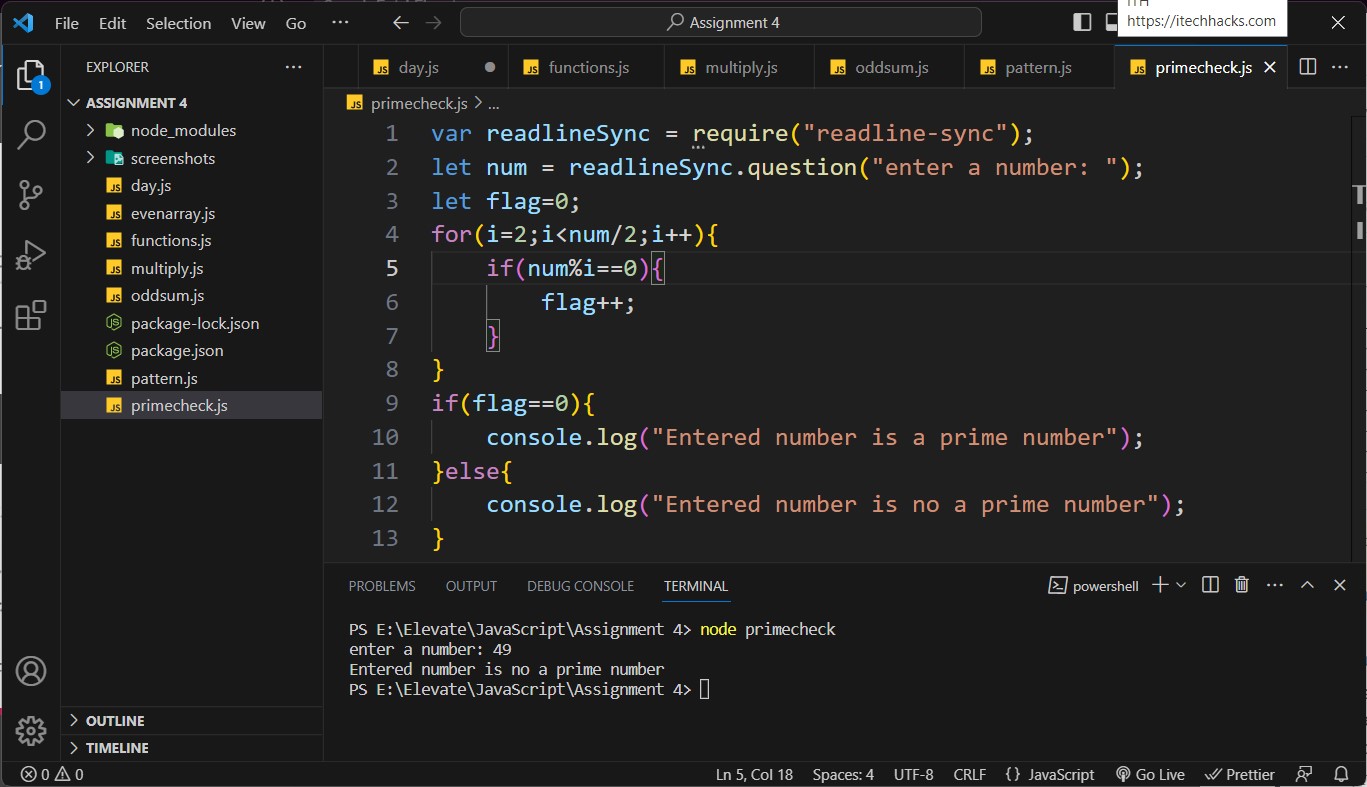 File Edit Selection View Go ... Assignment 4
ITH
https://itechhacks.com
EXPLORER ...
day.js functions.js multiply.js oddsum.js pattern.js primecheck.js ...
1
ASSIGNMENT 4
node_modules
screenshots
day.js
evenarray.js
functions.js
multiply.js
oddsum.js
package-lock.json
package.json
pattern.js
primecheck.js
OUTLINE
TIMELINE
primecheck.js > ...
1 var readlineSync = require("readline-sync");
2 let num = readlineSync.question("enter a number: ");
3 let flag=0;
4 for(i=2;i<num/2;i++){
5 if(num%i==0){
6 flag++;
7 }
8 }
9 if(flag==0){
10 console.log("Entered number is a prime number");
11 }else{
12 console.log("Entered number is no a prime number");
13 }
PROBLEMS OUTPUT DEBUG CONSOLE TERMINAL powershell ...
PS E:\Elevate\JavaScript\Assignment 4> node primecheck
enter a number: 49
Entered number is no a prime number
PS E:\Elevate\JavaScript\Assignment 4>
0 0 Ln 5, Col 18 Spaces: 4 UTF-8 CRLF {} JavaScript Go Live Prettier